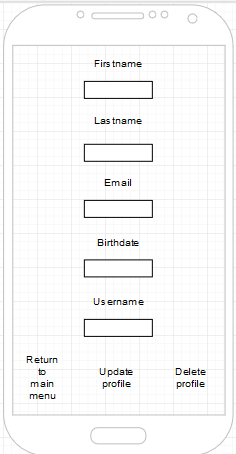 Firstname
Lastname
Email
Birthdate
Username
Return
to
main
menu
Update
profile
Delete
profile